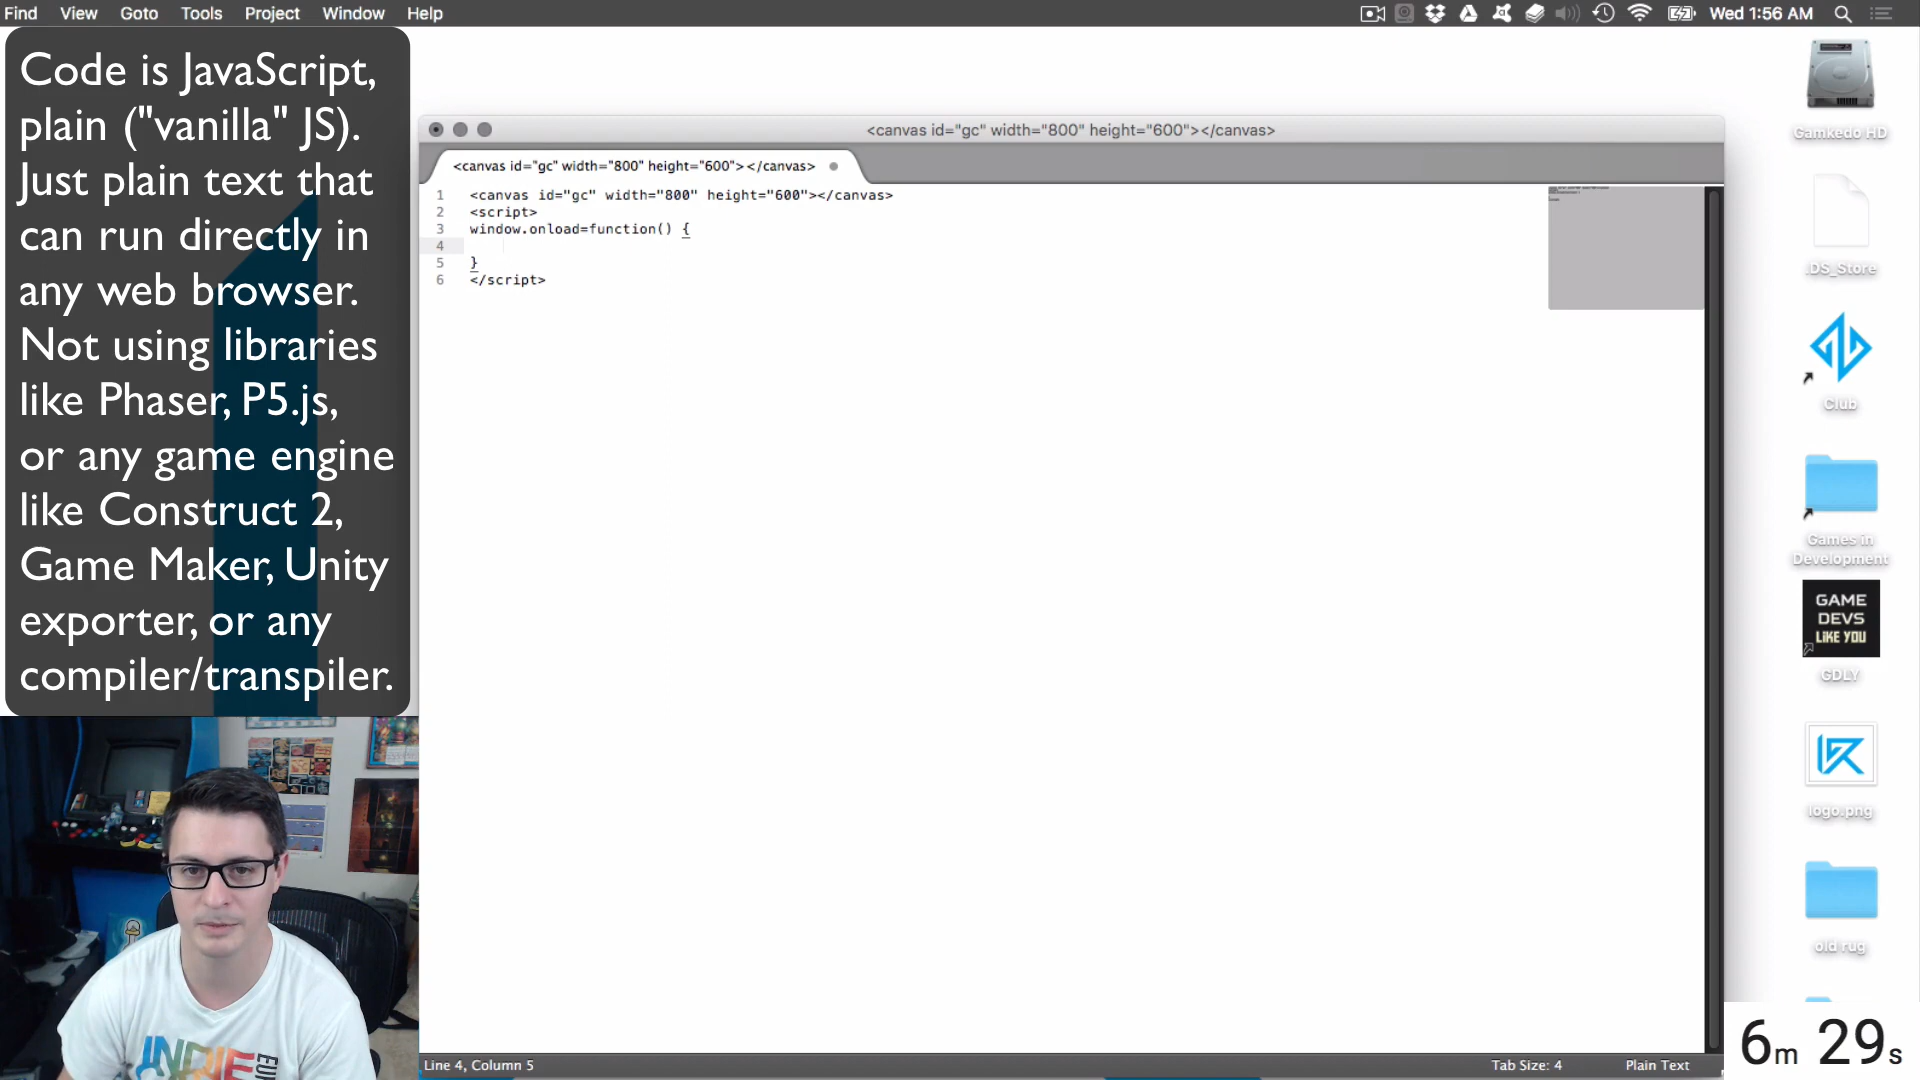 Find View Goto Tools Project Window Help
Wed 1:56 AM
Code is JavaScript,
plain ("vanilla" JS).
Just plain text that
can run directly in
any web browser.
Not using libraries
like Phaser, P5.js,
or any game engine
like Construct 2,
Game Maker, Unity
exporter, or any
compiler/transpiler.
<canvas id="gc" width="800" height="600"></canvas>
<canvas id="gc" width="800" height="600"></canvas>
1 <canvas id="gc" width="800" height="600"></canvas>
2 <script>
3 window.onload=function() {
4
5 }
6 </script>
Line 4, Column 5
Tab Size: 4
Plain Text
Gamkedo HD
.DS_Store
Club
Games in
Development
GAME
DEVS
LIKE YOU
GDLY
logo.png
old rug
6m 29s
INDIE